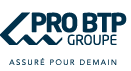 PRO BTP
GROUPE
ASSURÉ POUR DEMAIN